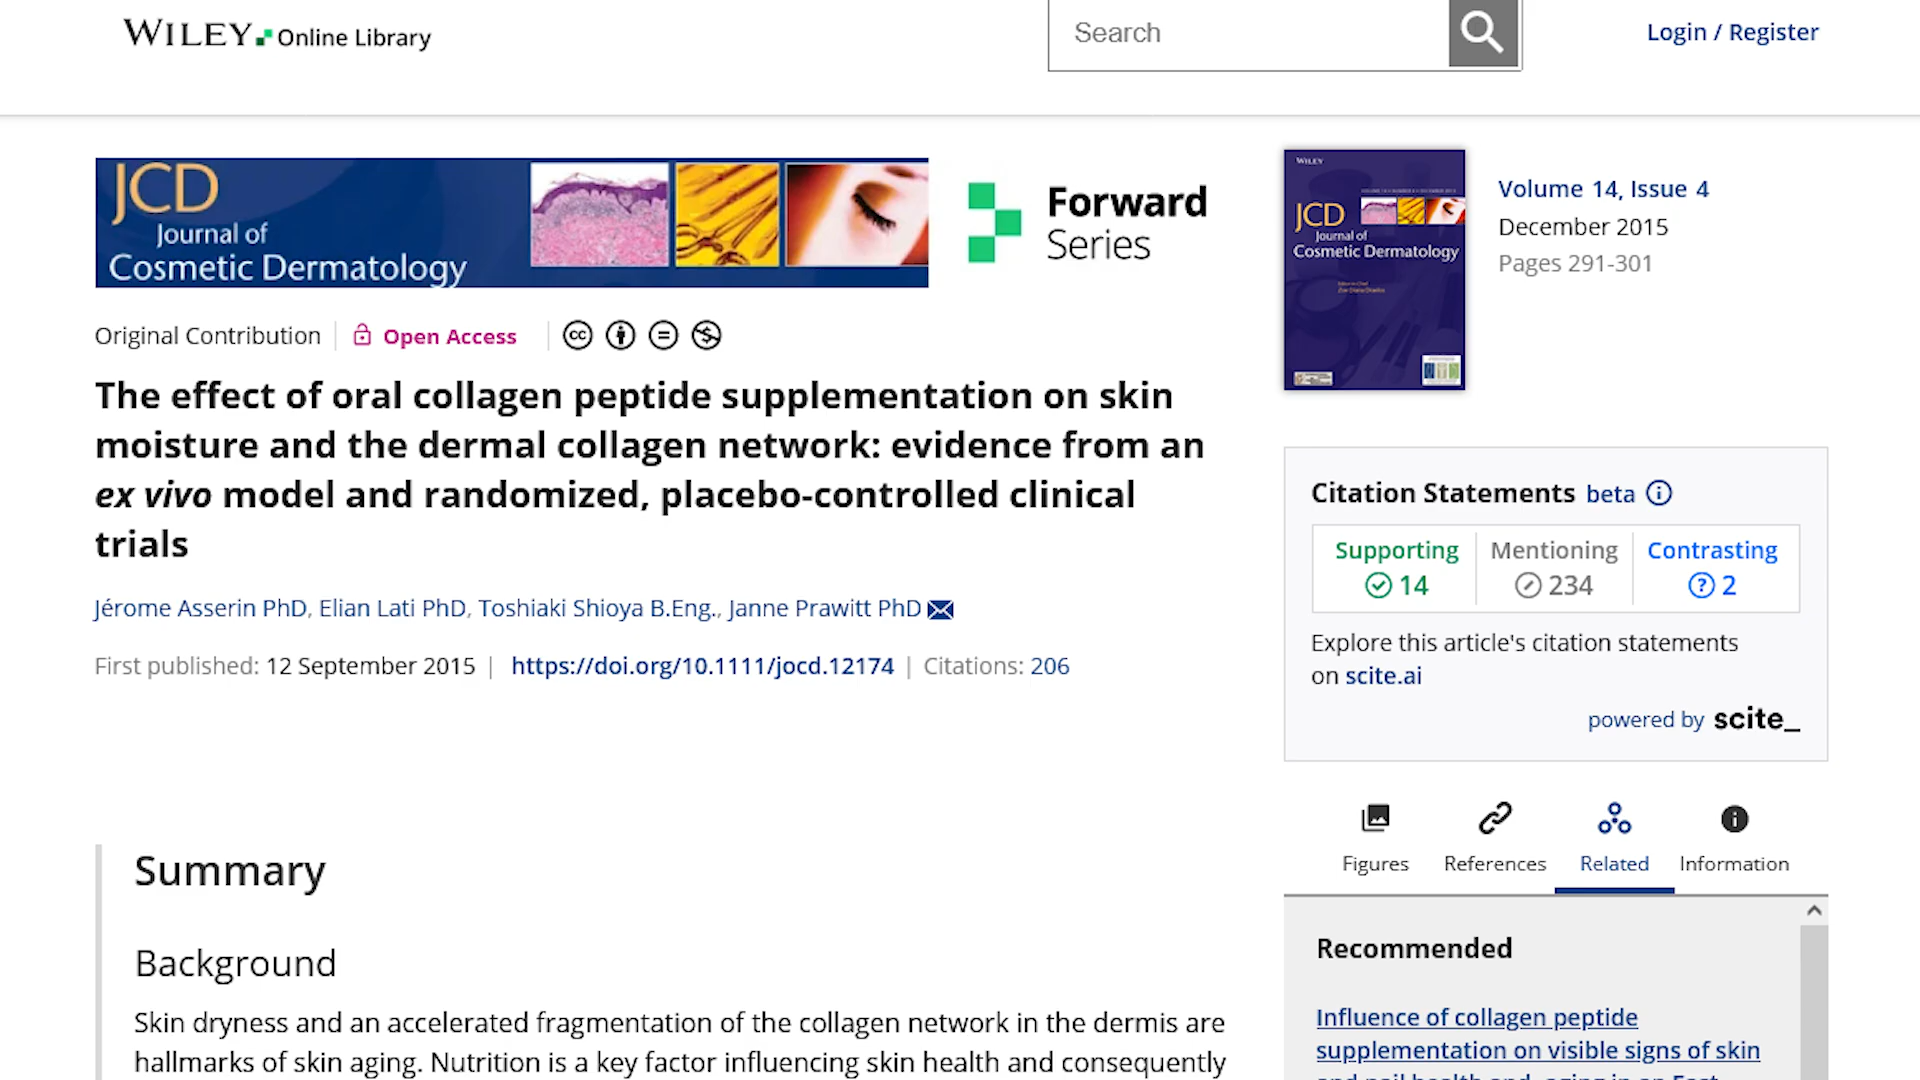 WILEY Online Library
Search
Login / Register
JCD
Journal of
Cosmetic Dermatology
Forward
Series
WILEY
JCD
Journal of
Cosmetic Dermatology
Volume 14, Issue 4
December 2015
Pages 291-301
Original Contribution
Open Access
cc
The effect of oral collagen peptide supplementation on skin
moisture and the dermal collagen network: evidence from an
ex vivo model and randomized, placebo-controlled clinical
trials
Jérome Asserin PhD, Elian Lati PhD, Toshiaki Shioya B.Eng., Janne Prawitt PhD
First published: 12 September 2015 | https://doi.org/10.1111/jocd.12174 | Citations: 206
Citation Statements beta
Supporting Mentioning Contrasting
14 234 2
Explore this article's citation statements
on scite.ai
powered by scite_
Figures References Related Information
Summary
Background
Skin dryness and an accelerated fragmentation of the collagen network in the dermis are
hallmarks of skin aging. Nutrition is a key factor influencing skin health and consequently
Recommended
Influence of collagen peptide
supplementation on visible signs of skin